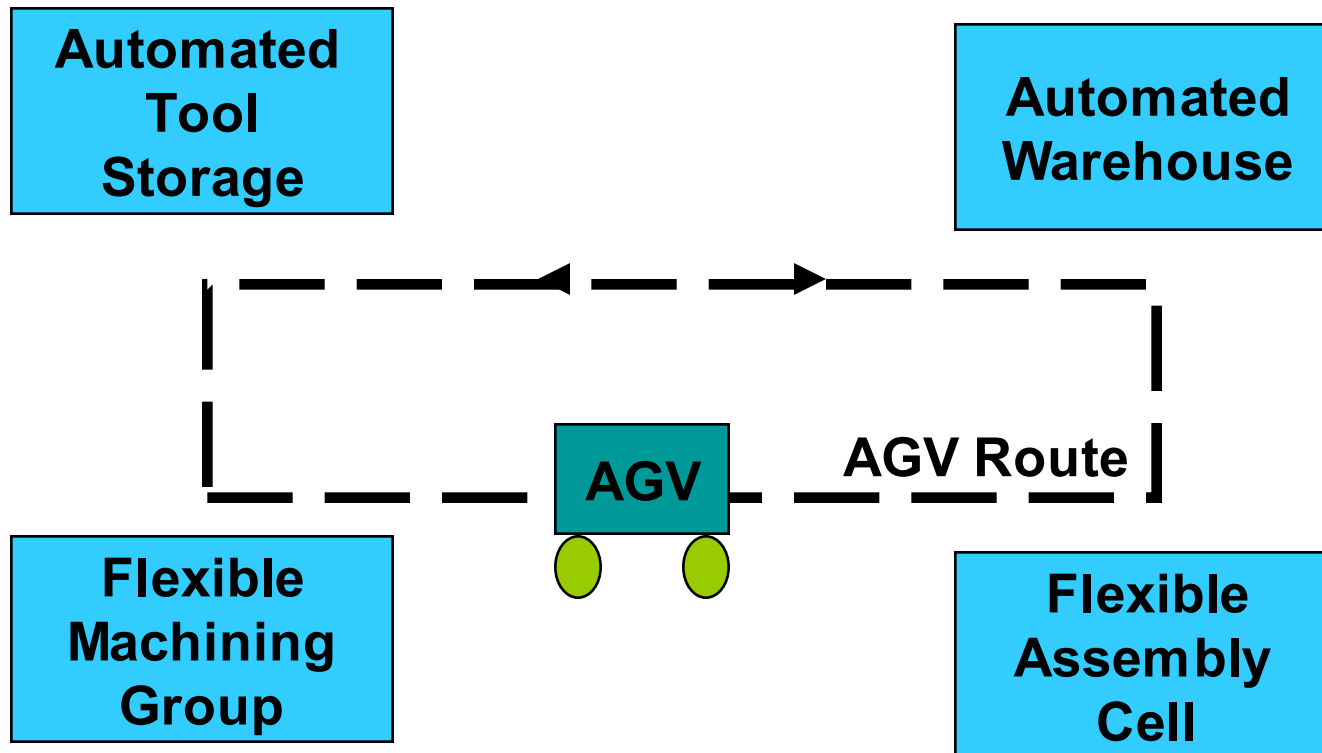 Automated
Tool
Storage
Automated
Warehouse
AGV
AGV Route
Flexible
Machining
Group
Flexible
Assembly
Cell